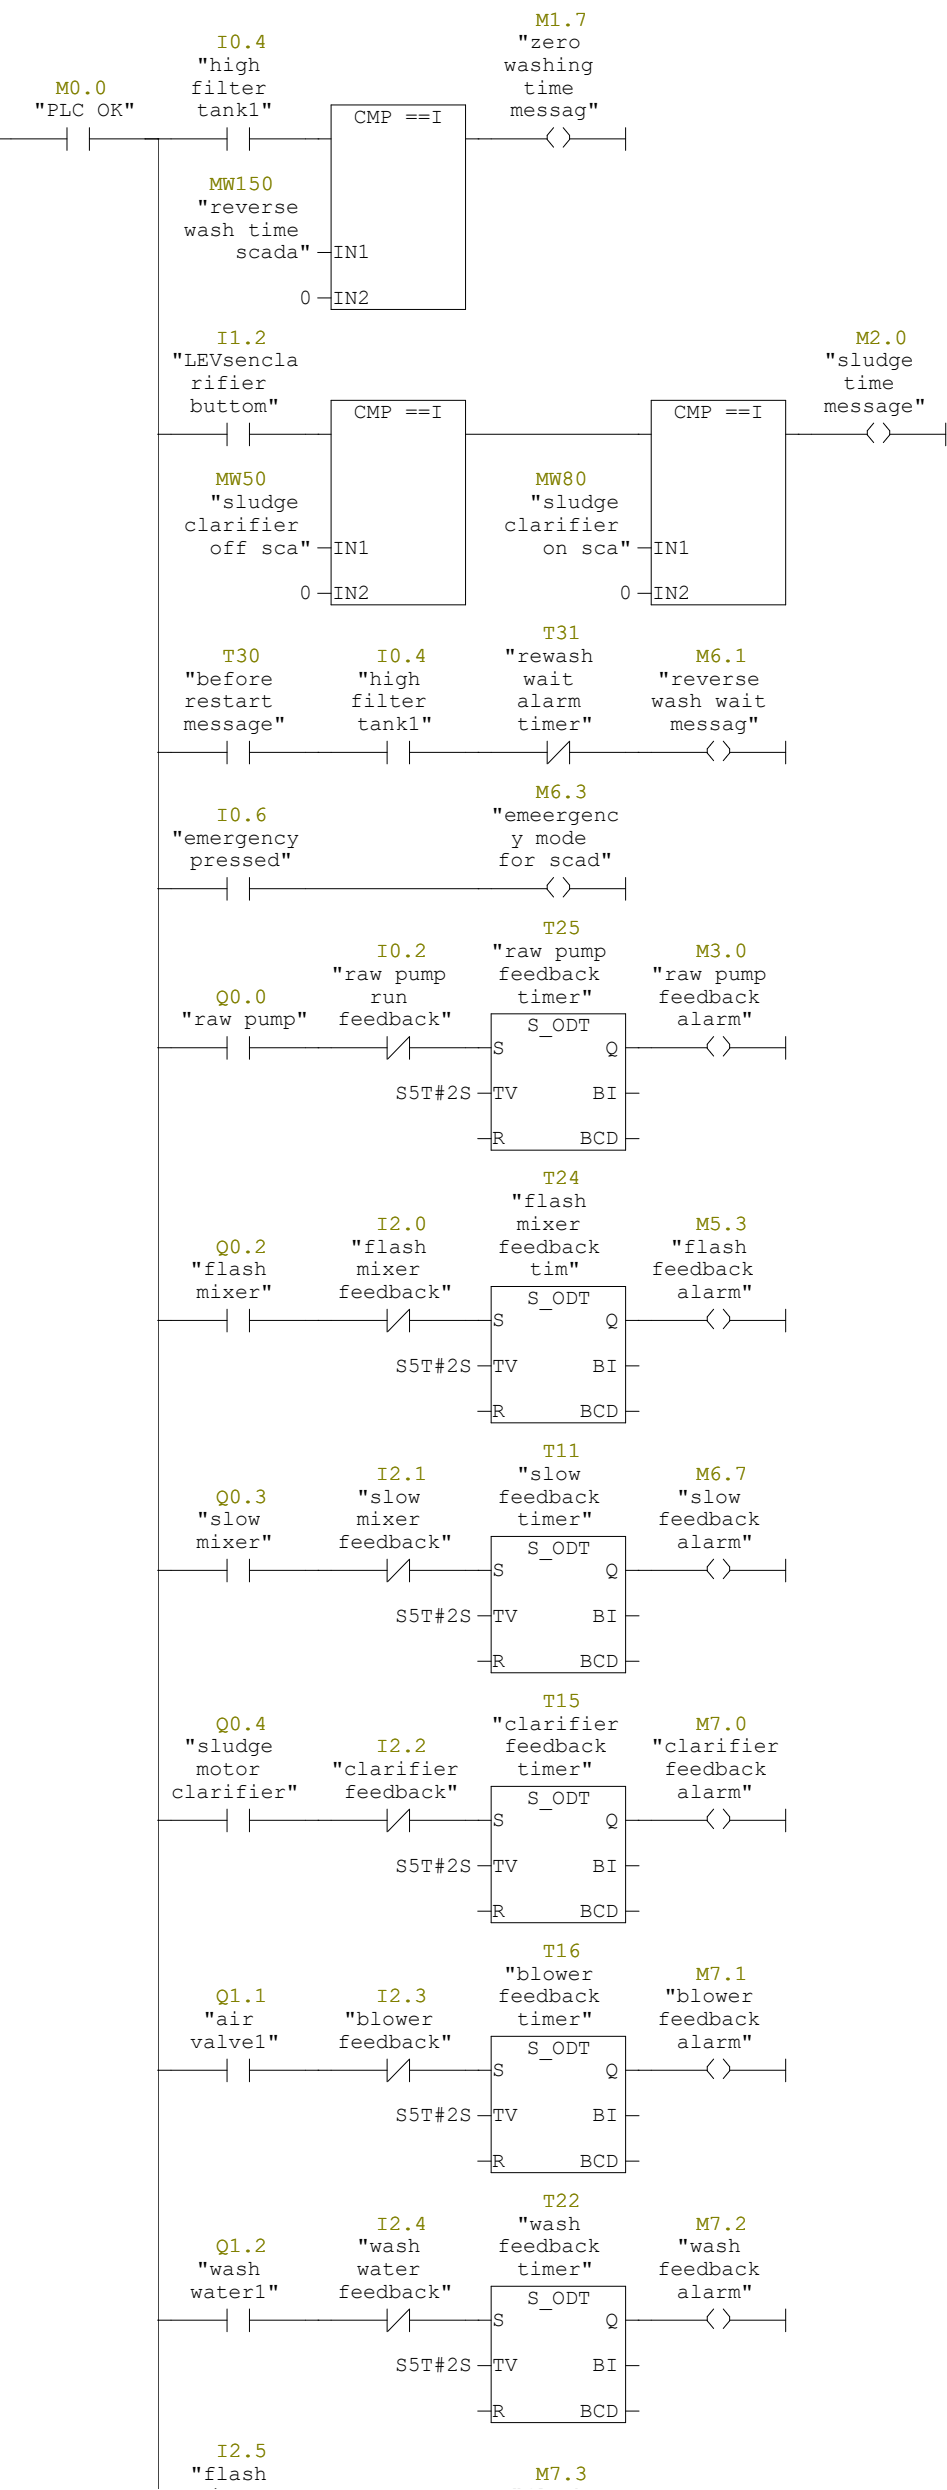 M0.0
"PLC OK"
I0.4
"high
filter
tank1"
CMP ==I
M1.7
"zero
washing
time
messag"
MW150
"reverse
wash time
scada"
IN1
0
IN2
I1.2
"LEVsencla
rifier
buttom"
CMP ==I
CMP ==I
M2.0
"sludge
time
message"
MW50
"sludge
clarifier
off sca"
IN1
0
IN2
MW80
"sludge
clarifier
on sca"
IN1
0
IN2
T30
"before
restart
message"
I0.4
"high
filter
tank1"
T31
"rewash
wait
alarm
timer"
M6.1
"reverse
wash wait
messag"
I0.6
"emergency
pressed"
M6.3
"emeergenc
y mode
for scad"
Q0.0
"raw pump"
I0.2
"raw pump
run
feedback"
T25
"raw pump
feedback
timer"
M3.0
"raw pump
feedback
alarm"
S_ODT
S Q
S5T#2S TV BI
R BCD
Q0.2
"flash
mixer"
I2.0
"flash
mixer
feedback"
T24
"flash
mixer
feedback
tim"
M5.3
"flash
feedback
alarm"
S_ODT
S Q
S5T#2S TV BI
R BCD
Q0.3
"slow
mixer"
I2.1
"slow
mixer
feedback"
T11
"slow
feedback
timer"
M6.7
"slow
feedback
alarm"
S_ODT
S Q
S5T#2S TV BI
R BCD
Q0.4
"sludge
motor
clarifier"
I2.2
"clarifier
feedback"
T15
"clarifier
feedback
timer"
M7.0
"clarifier
feedback
alarm"
S_ODT
S Q
S5T#2S TV BI
R BCD
Q1.1
"air
valve1"
I2.3
"blower
feedback"
T16
"blower
feedback
timer"
M7.1
"blower
feedback
alarm"
S_ODT
S Q
S5T#2S TV BI
R BCD
Q1.2
"wash
water1"
I2.4
"wash
water
feedback"
T22
"wash
feedback
timer"
M7.2
"wash
feedback
alarm"
S_ODT
S Q
S5T#2S TV BI
R BCD
I2.5
"flash
M7.3